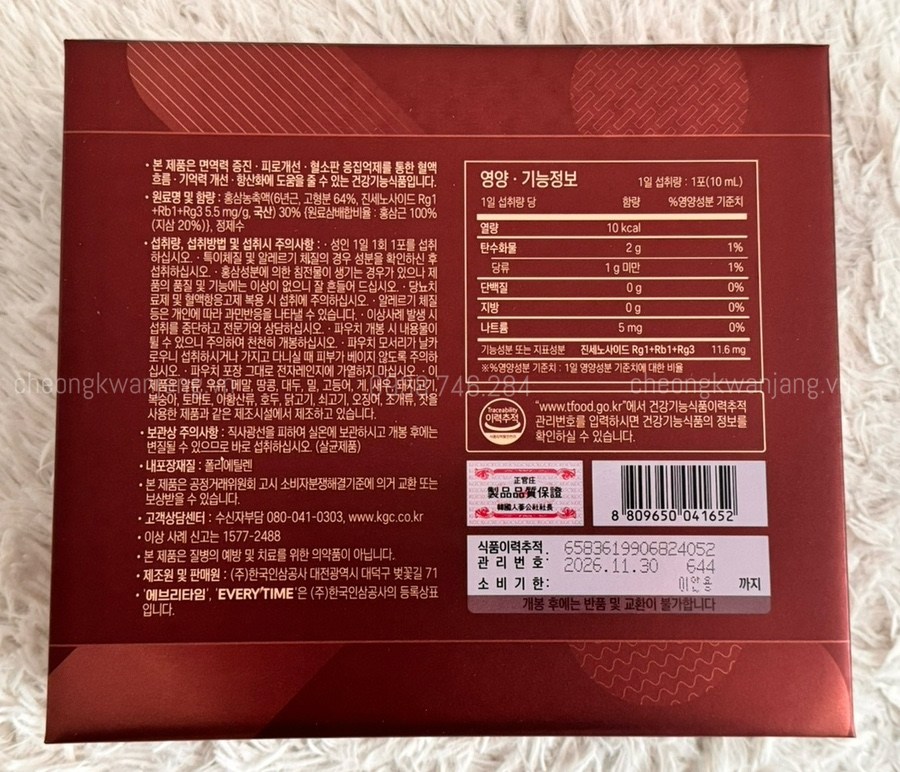 · 본 제품은 면역력 증진 · 피로개선 · 혈소판 응집억제를 통한 혈액
흐름 · 기억력 개선 · 항산화에 도움을 줄 수 있는 건강기능식품입니다.
· 원료명 및 함량 : 홍삼농축액(6년근, 고형분 64%, 진세노사이드 Rg1
+Rb1+Rg3 5.5 mg/g, 국산) 30% {원료삼배합비율 : 홍삼근 100%
(지삼 20%)}, 정제수
· 섭취량, 섭취방법 및 섭취시 주의사항 : · 성인 1일 1회 1포를 섭취
하십시오. · 특이체질 및 알레르기 체질의 경우 성분을 확인하신 후
섭취하십시오. · 홍삼성분에 의한 침전물이 생기는 경우가 있으나 제
품의 품질 및 기능에는 이상이 없으니 잘 흔들어 드십시오. · 당뇨치
료제 및 혈액항응고제 복용 시 섭취에 주의하십시오. · 알레르기 체질
등은 개인에 따라 과민반응을 나타낼 수 있습니다. · 이상사례 발생 시
섭취를 중단하고 전문가와 상담하십시오. · 파우치 개봉 시 내용물이
튈 수 있으니 주의하여 천천히 개봉하십시오. · 파우치 모서리가 날카
로우니 섭취하시거나 가지고 다니실 때 피부가 베이지 않도록 주의하
십시오. · 파우치 포장 그대로 전자레인지에 가열하지 마십시오. · 이
제품은 알류, 우유, 메밀, 땅콩, 대두, 밀, 고등어, 게, 새우, 돼지고기,
복숭아, 토마토, 아황산류, 호두, 닭고기, 쇠고기, 오징어, 조개류, 잣을
사용한 제품과 같은 제조시설에서 제조하고 있습니다.
· 보관상 주의사항 : 직사광선을 피하여 실온에 보관하시고 개봉 후에는
변질될 수 있으므로 바로 섭취하십시오. (살균제품)
· 내포장재질 : 폴리에틸렌
· 본 제품은 공정거래위원회 고시 소비자분쟁해결기준에 의거 교환 또는
보상받을 수 있습니다.
· 고객상담센터 : 수신자부담 080-041-0303, www.kgc.co.kr
· 이상 사례 신고는 1577-2488
· 본 제품은 질병의 예방 및 치료를 위한 의약품이 아닙니다.
· 제조원 및 판매원 : (주)한국인삼공사 대전광역시 대덕구 벚꽃길 71
· '에브리타임', 'EVERYTIME'은 (주)한국인삼공사의 등록상표
입니다.
영양 · 기능정보 1일 섭취량 : 1포(10 mL)
1일 섭취량 당 함량 %영양성분 기준치
열량 10 kcal
탄수화물 2 g 1%
당류 1 g 미만 1%
단백질 0 g 0%
지방 0 g 0%
나트륨 5 mg 0%
기능성분 또는 지표성분 진세노사이드 Rg1+Rb1+Rg3 11.6 mg
※%영양성분 기준치 : 1일 영양성분 기준치에 대한 비율
Traceability
이력추적
"www.tfood.go.kr"에서 건강기능식품이력추적
관리번호를 입력하시면 건강기능식품의 정보를
확인하실 수 있습니다.
正官庄
製品品質保證
韓國人蔘公社社長
8 809650 041652
식품이력추적 6583619906824052
관리번호: 2026.11.30 644
소비기한: 까지
개봉 후에는 반품 및 교환이 불가합니다
cheongkwanjang.vn
cheongkwanjang.v